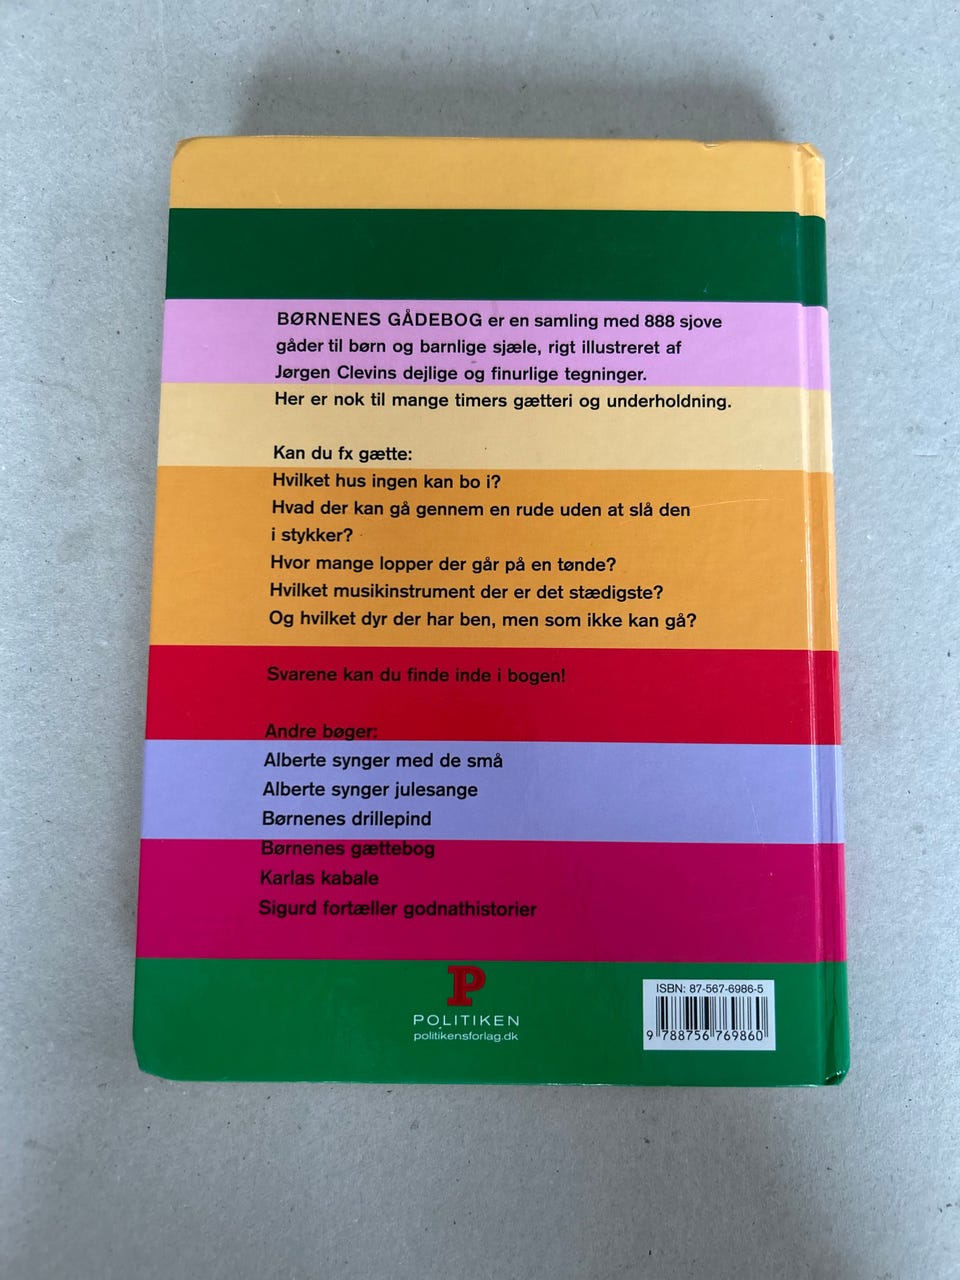 BØRNENES GÅDEBOG er en samling med 888 sjove
gåder til børn og barnlige sjæle, rigt illustreret af
Jørgen Clevins dejlige og finurlige tegninger.
Her er nok til mange timers gætteri og underholdning.
Kan du fx gætte:
Hvilket hus ingen kan bo i?
Hvad der kan gå gennem en rude uden at slå den
i stykker?
Hvor mange lopper der går på en tønde?
Hvilket musikinstrument der er det stædigste?
Og hvilket dyr der har ben, men som ikke kan gå?
Svarene kan du finde inde i bogen!
Andre bøger:
Alberte synger med de små
Alberte synger julesange
Børnenes drillepind
Børnenes gættebog
Karlas kabale
Sigurd fortæller godnathistorier
P
POLITIKEN
politikensforlag.dk
ISBN: 87-567-6986-5
9 788756 769860